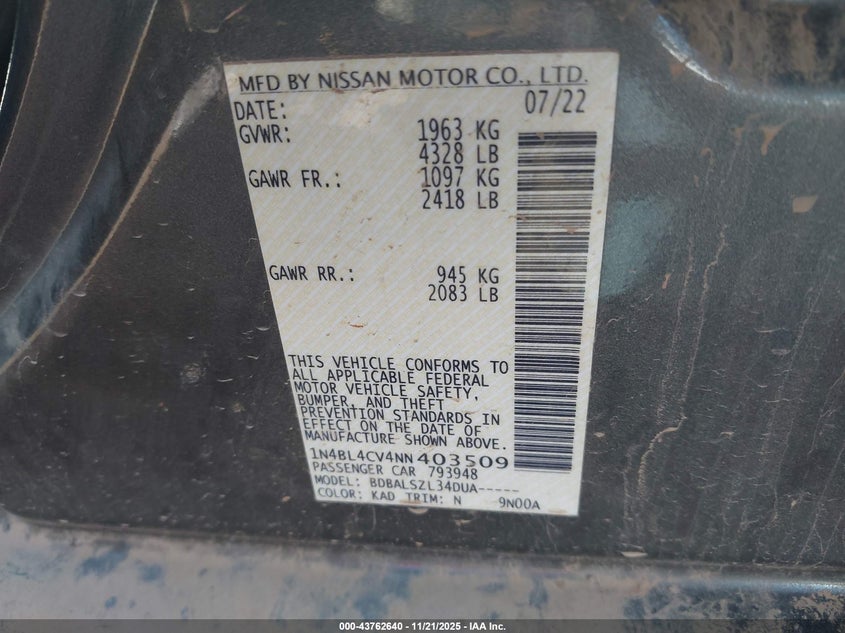 MFD BY NISSAN MOTOR CO., LTD.
DATE: 07/22
GVWR: 1963 KG
4328 LB
GAWR FR.: 1097 KG
2418 LB
GAWR RR.: 945 KG
2083 LB
THIS VEHICLE CONFORMS TO
ALL APPLICABLE FEDERAL
MOTOR VEHICLE SAFETY,
BUMPER, AND THEFT
PREVENTION STANDARDS IN
EFFECT ON THE DATE OF
MANUFACTURE SHOWN ABOVE.
1N4BL4CV4NN403509
PASSENGER CAR 793948
MODEL: BDBALSZL34DUA-----
COLOR: KAD TRIM: N 9N00A
000-43762640 - 11/21/2025 - IAA Inc.